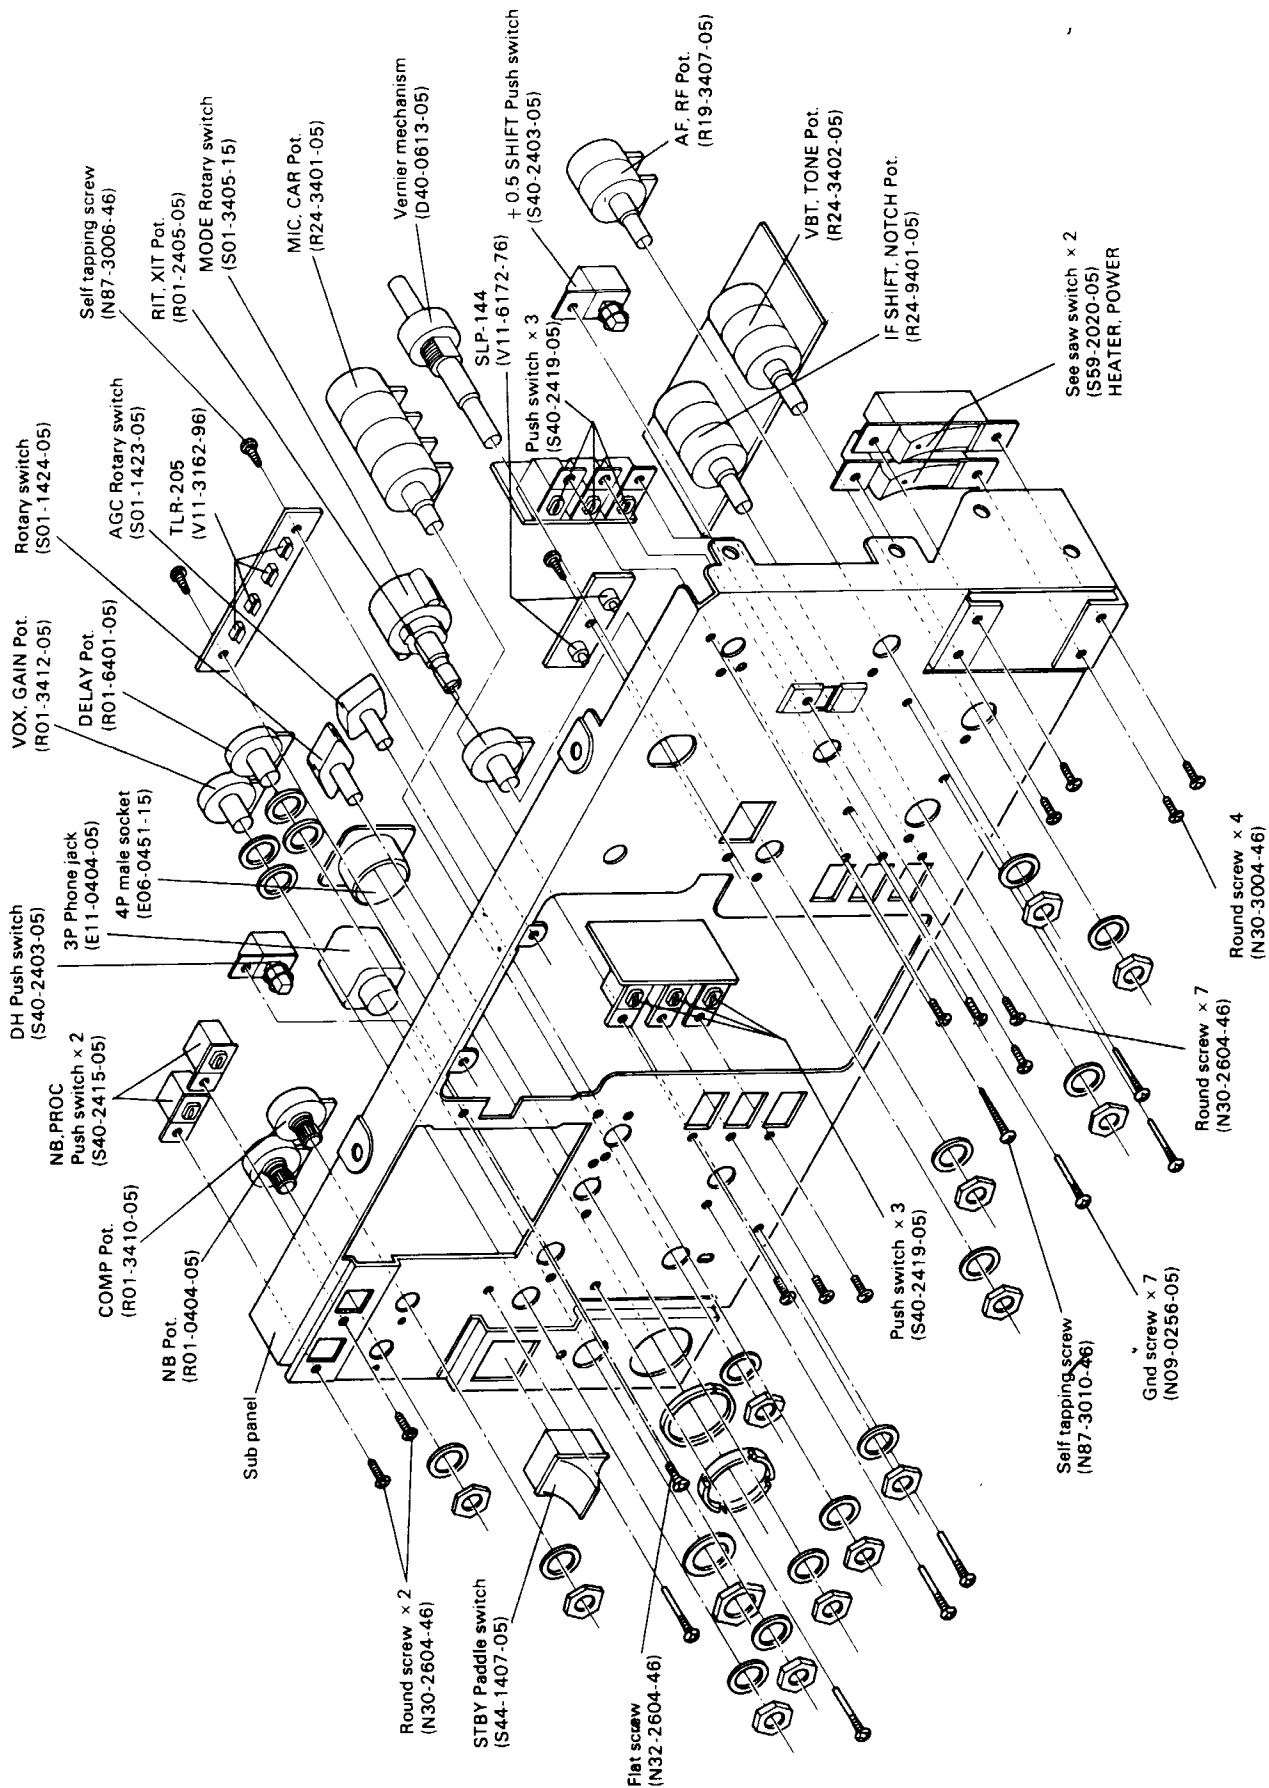 Self tapping screw
(N87-3006-46)
RIT, XIT Pot.
(R01-2405-05)
MODE Rotary switch
(S01-3405-15)
MIC, CAR Pot.
(R24-3401-05)
Vernier mechanism
(D40-0613-05)
SLP-144
(V11-6172-76)
Push switch × 3
(S40-2419-05)
+ 0.5 SHIFT Push switch
(S40-2403-05)
AF, RF Pot.
(R19-3407-05)
VBT, TONE Pot.
(R24-3402-05)
IF SHIFT, NOTCH Pot.
(R24-9401-05)
See saw switch × 2
(S59-2020-05)
HEATER, POWER
Rotary switch
(S01-1424-05)
AGC Rotary switch
(S01-1423-05)
TLR-205
(V11-3162-96)
VOX, GAIN Pot.
(R01-3412-05)
DELAY Pot.
(R01-6401-05)
DH Push switch
(S40-2403-05)
3P Phone jack
(E11-0404-05)
4P male socket
(E06-0451-15)
NB,PROC
Push switch × 2
(S40-2415-05)
COMP Pot.
(R01-3410-05)
NB Pot.
(R01-0404-05)
Sub panel
Round screw × 2
(N30-2604-46)
STBY Paddle switch
(S44-1407-05)
Flat screw
(N32-2604-46)
Push switch × 3
(S40-2419-05)
Self tapping screw
(N87-3010-46)
Gnd screw × 7
(N09-0256-05)
Round screw × 7
(N30-2604-46)
Round screw × 4
(N30-3004-46)